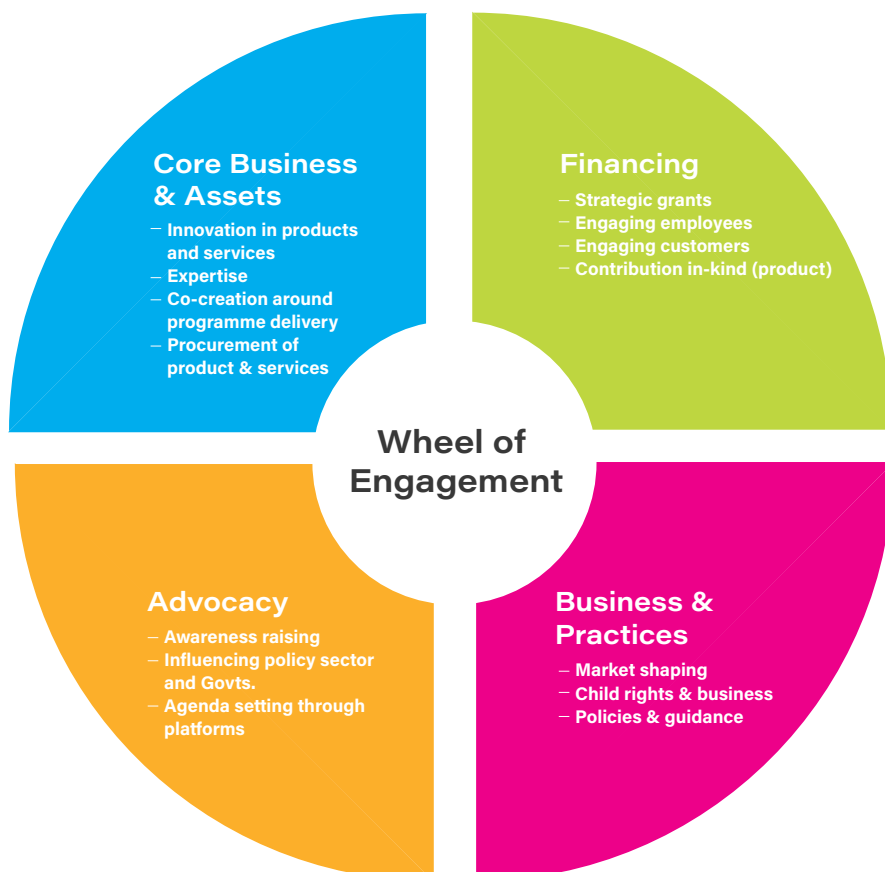 Core Business
& Assets
– Innovation in products
and services
– Expertise
– Co-creation around
programme delivery
– Procurement of
product & services
Financing
– Strategic grants
– Engaging employees
– Engaging customers
– Contribution in-kind (product)
Wheel of
Engagement
Advocacy
– Awareness raising
– Influencing policy sector
and Govts.
– Agenda setting through
platforms
Business &
Practices
– Market shaping
– Child rights & business
– Policies & guidance